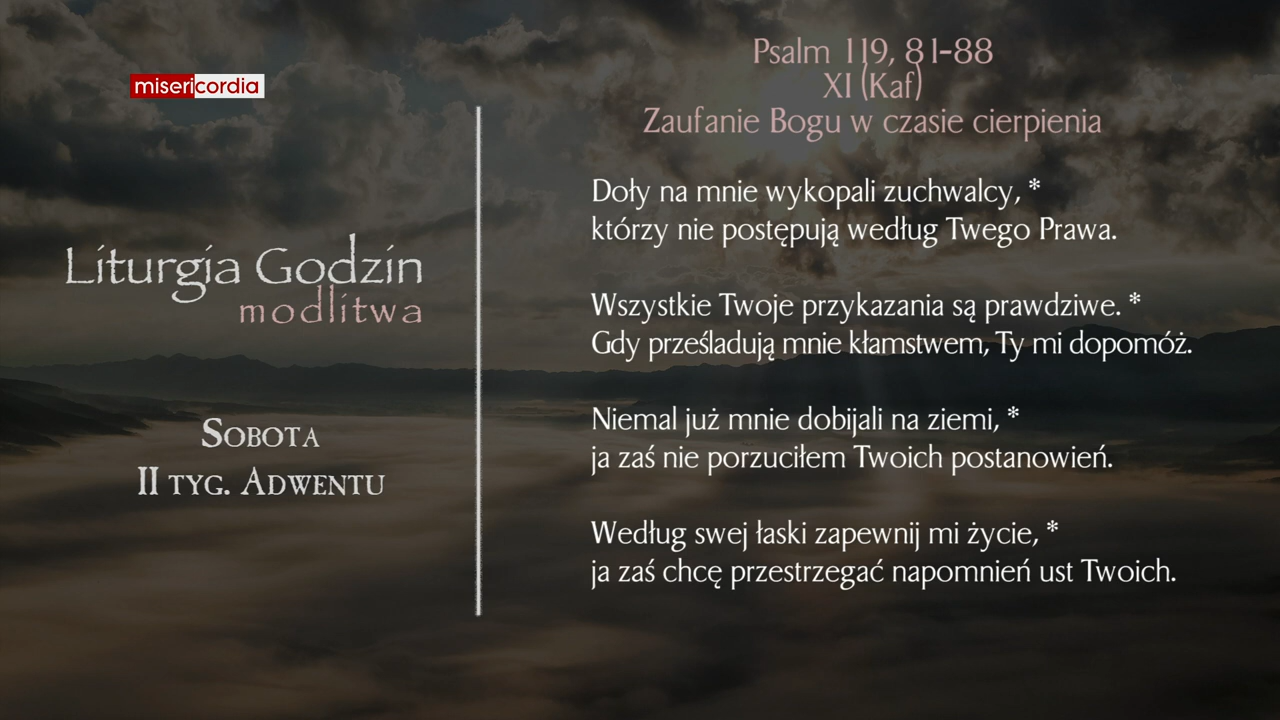 misericordia
Liturgia Godzin
modlitwa
Sobota
II tyg. Adwentu
Psalm 119, 81-88
XI (Kaf)
Zaufanie Bogu w czasie cierpienia
Doły na mnie wykopali zuchwalcy, *
którzy nie postępują według Twego Prawa.
Wszystkie Twoje przykazania są prawdziwe. *
Gdy prześladują mnie kłamstwem, Ty mi dopomóż.
Niemal już mnie dobijali na ziemi, *
ja zaś nie porzuciłem Twoich postanowień.
Według swej łaski zapewnij mi życie, *
ja zaś chcę przestrzegać napomnień ust Twoich.